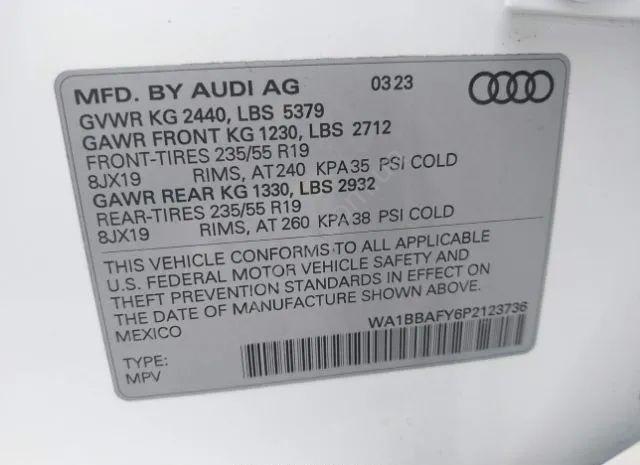 MFD. BY AUDI AG 03 23
GVWR KG 2440, LBS 5379
GAWR FRONT KG 1230, LBS 2712
FRONT-TIRES 235/55 R19
8JX19 RIMS, AT 240 KPA 35 PSI COLD
GAWR REAR KG 1330, LBS 2932
REAR-TIRES 235/55 R19
8JX19 RIMS, AT 260 KPA 38 PSI COLD
THIS VEHICLE CONFORMS TO ALL APPLICABLE
U.S. FEDERAL MOTOR VEHICLE SAFETY AND
THEFT PREVENTION STANDARDS IN EFFECT ON
THE DATE OF MANUFACTURE SHOWN ABOVE.
MEXICO
WA1BBAFY6P2123736
TYPE:
MPV